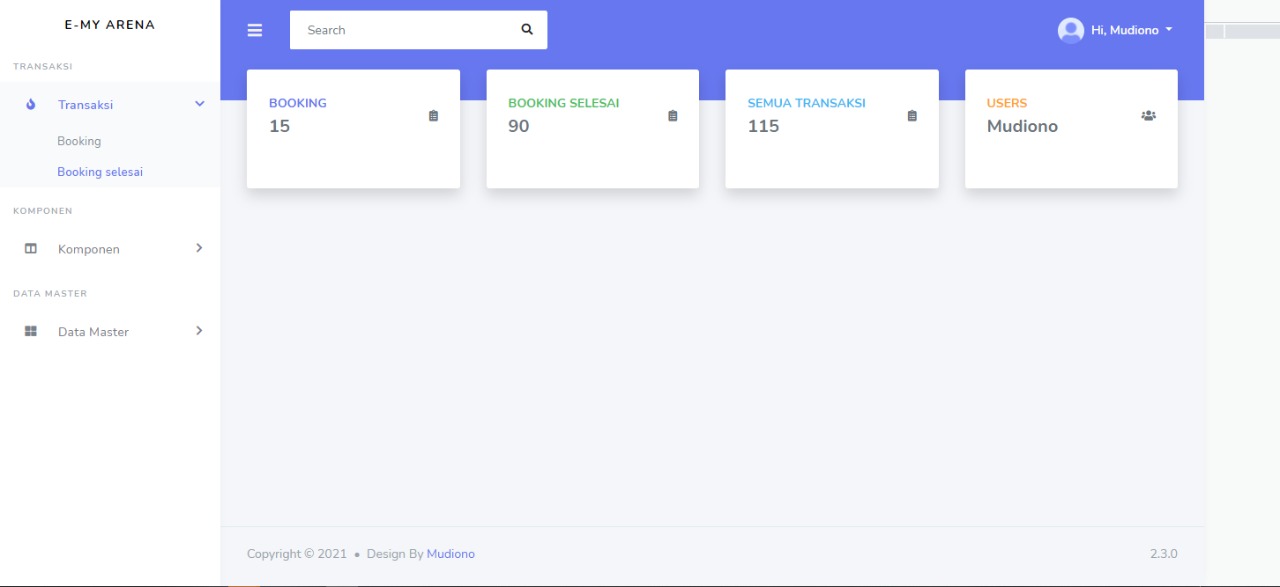 E-MY ARENA
TRANSAKSI
Transaksi
Booking
Booking selesai
KOMPONEN
Komponen
DATA MASTER
Data Master
Search
Hi, Mudiono
BOOKING
15
BOOKING SELESAI
90
SEMUA TRANSAKSI
115
USERS
Mudiono
Copyright © 2021 • Design By Mudiono
2.3.0